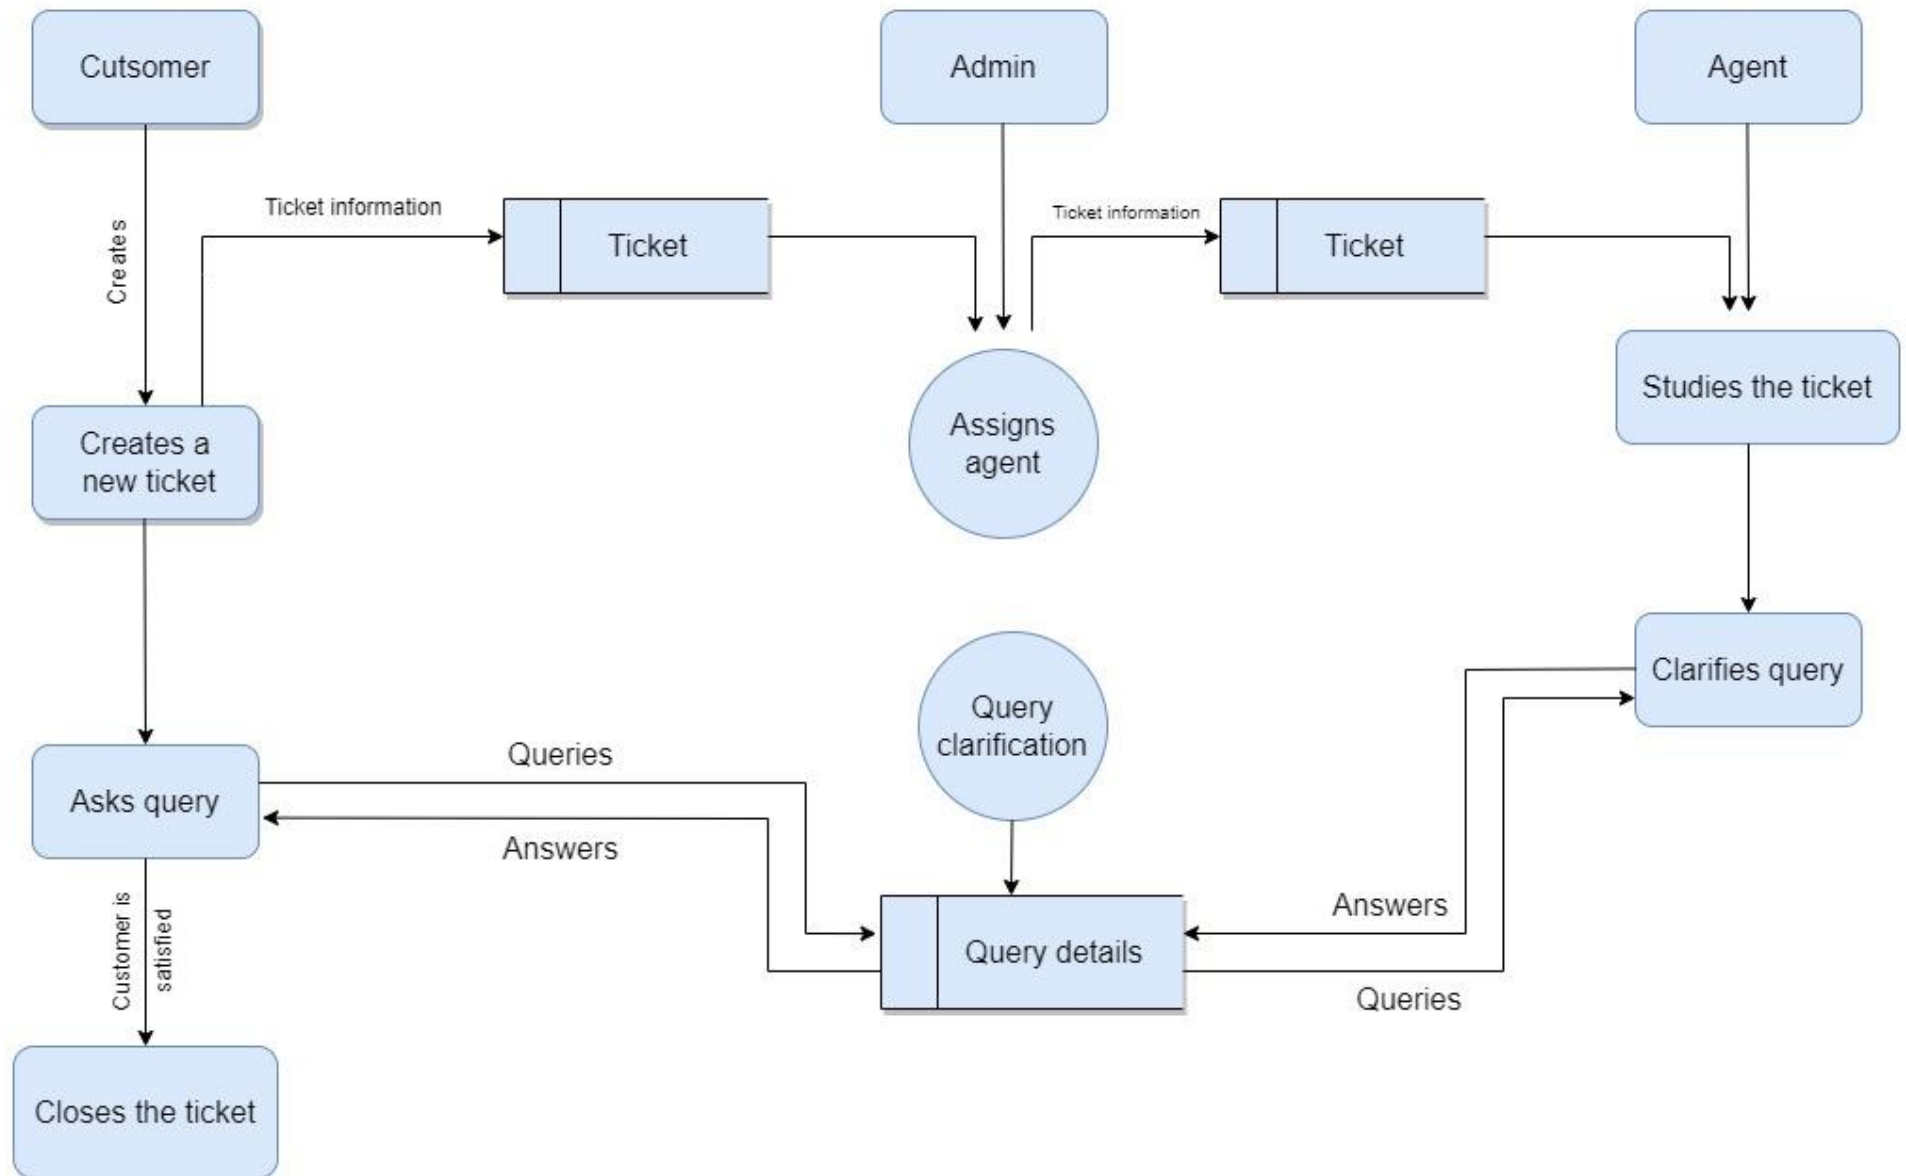 Cutsomer
Admin
Agent
Creates
Ticket information
Ticket
Ticket information
Ticket
Creates a
new ticket
Assigns
agent
Studies the ticket
Asks query
Queries
Answers
Query
clarification
Clarifies query
Query details
Answers
Queries
Customer is
satisfied
Closes the ticket